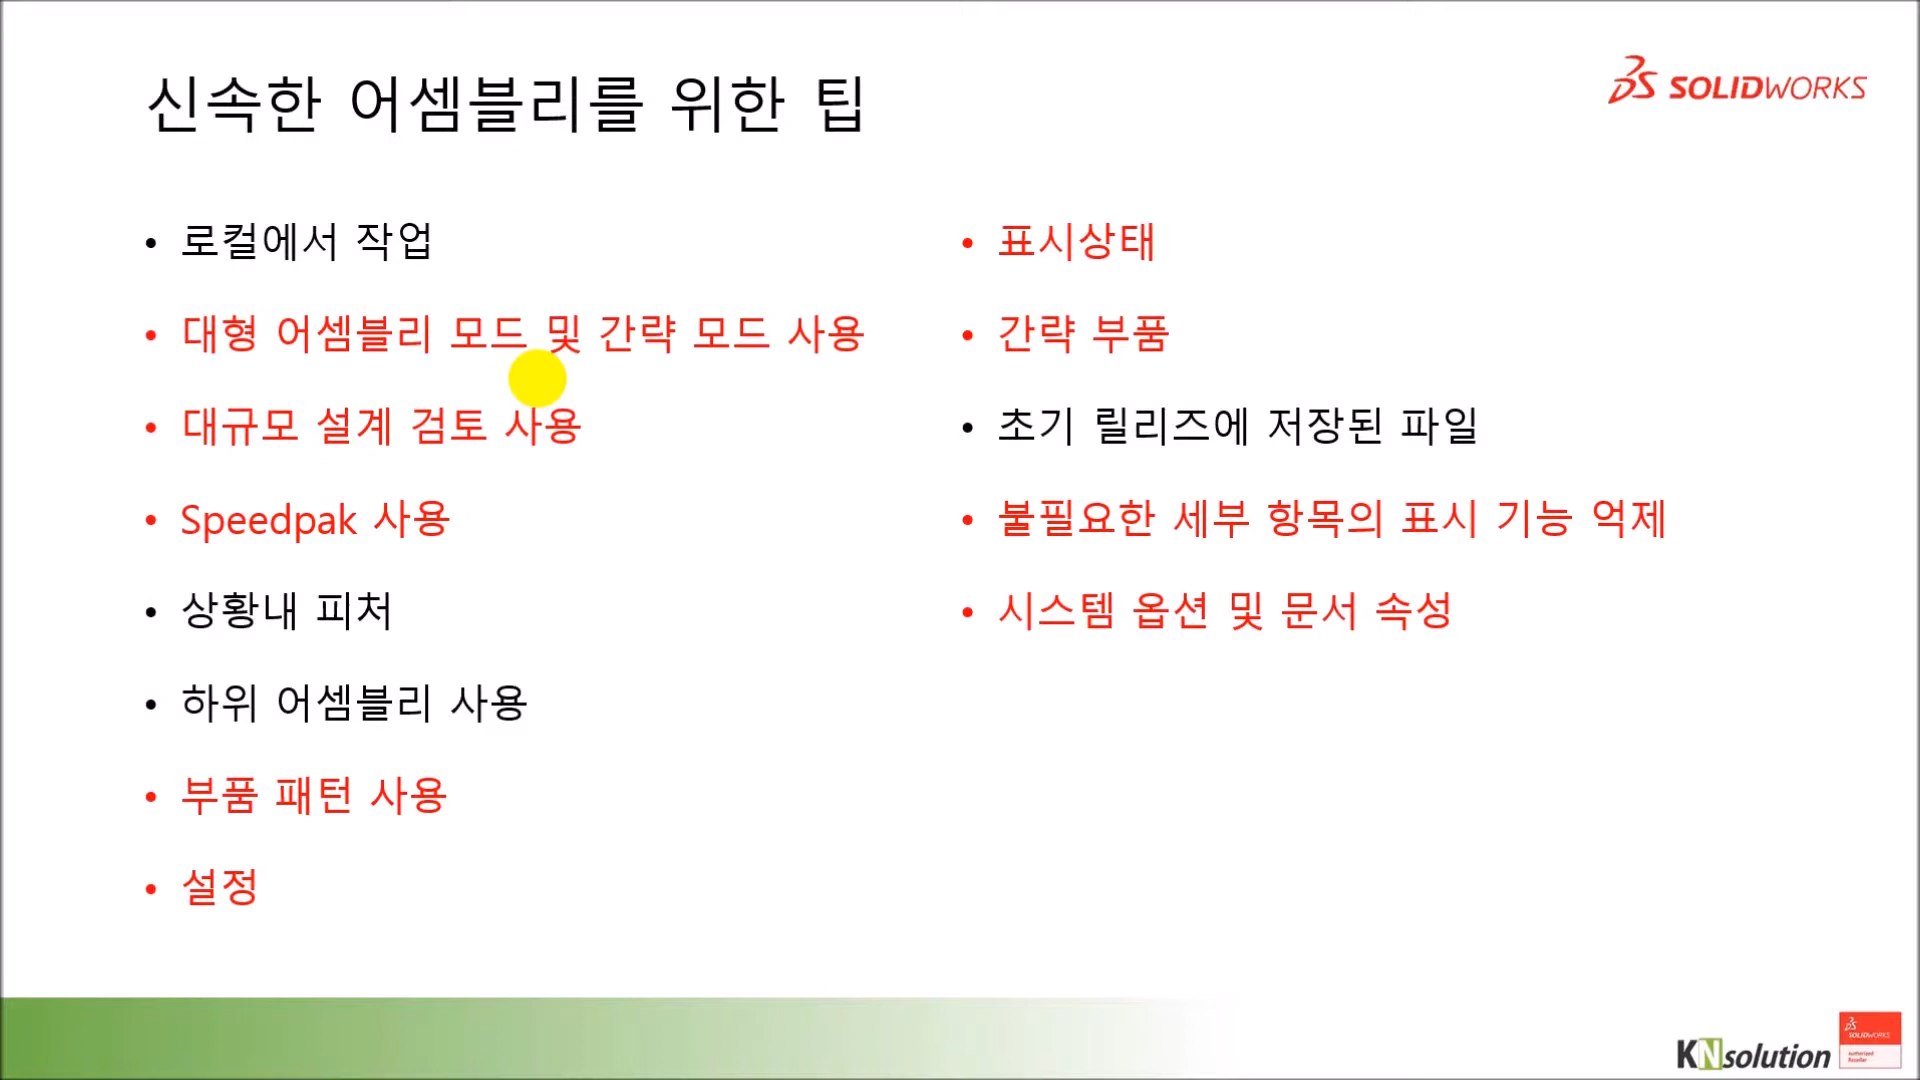 신속한 어셈블리를 위한 팁
SOLIDWORKS
• 로컬에서 작업
• 대형 어셈블리 모드 및 간략 모드 사용
• 대규모 설계 검토 사용
• Speedpak 사용
• 상황내 피처
• 하위 어셈블리 사용
• 부품 패턴 사용
• 설정
• 표시상태
• 간략 부품
• 초기 릴리즈에 저장된 파일
• 불필요한 세부 항목의 표시 기능 억제
• 시스템 옵션 및 문서 속성
KNsolution
SOLIDWORKS
Authorized
Reseller